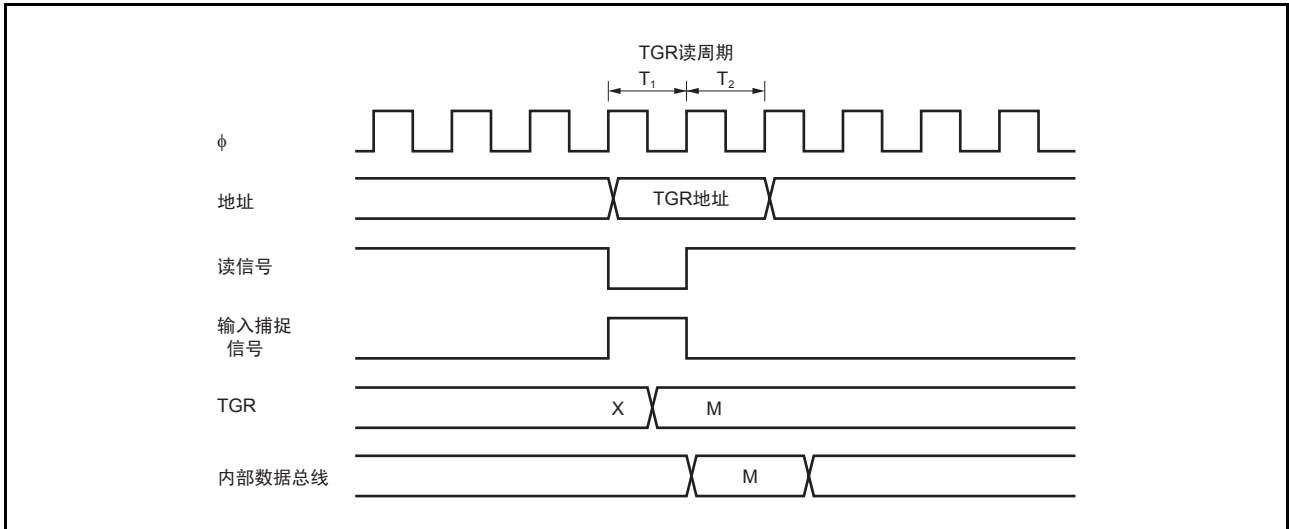 TGR读周期
T₁ T₂
ϕ
地址
TGR地址
读信号
输入捕捉
信号
TGR
X M
内部数据总线
M